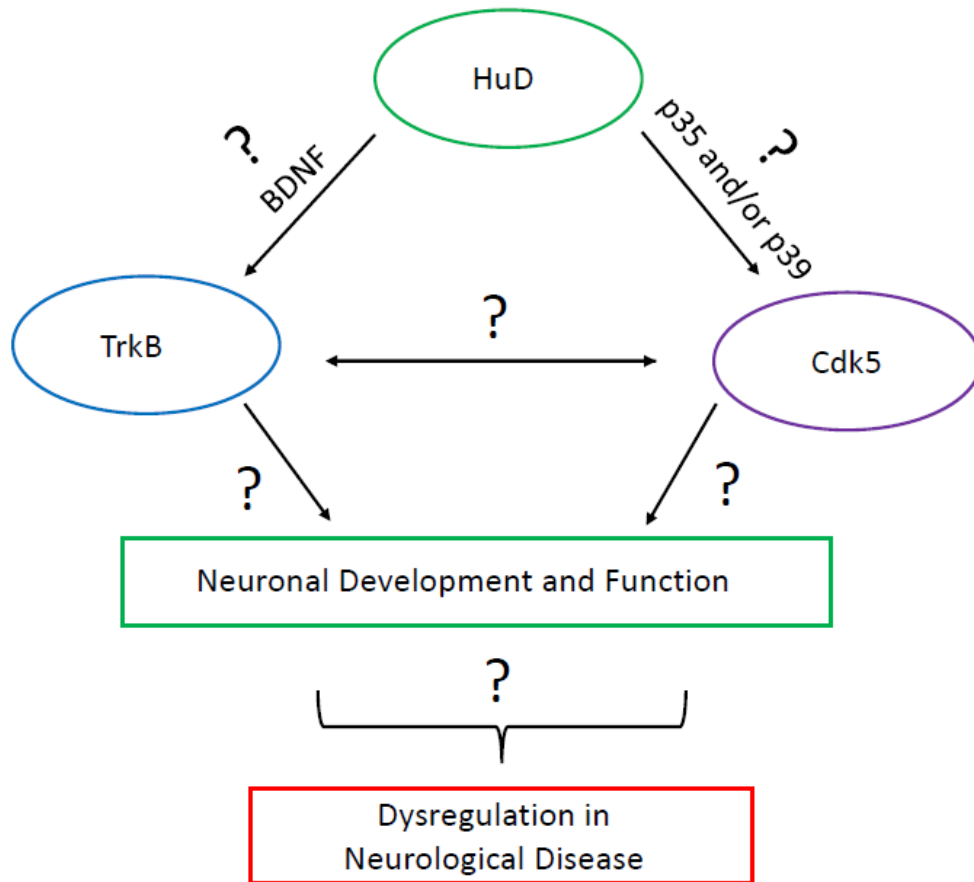 HuD
?
BDNF
?
p35 and/or p39
TrkB
?
Cdk5
?
?
Neuronal Development and Function
?
Dysregulation in
Neurological Disease